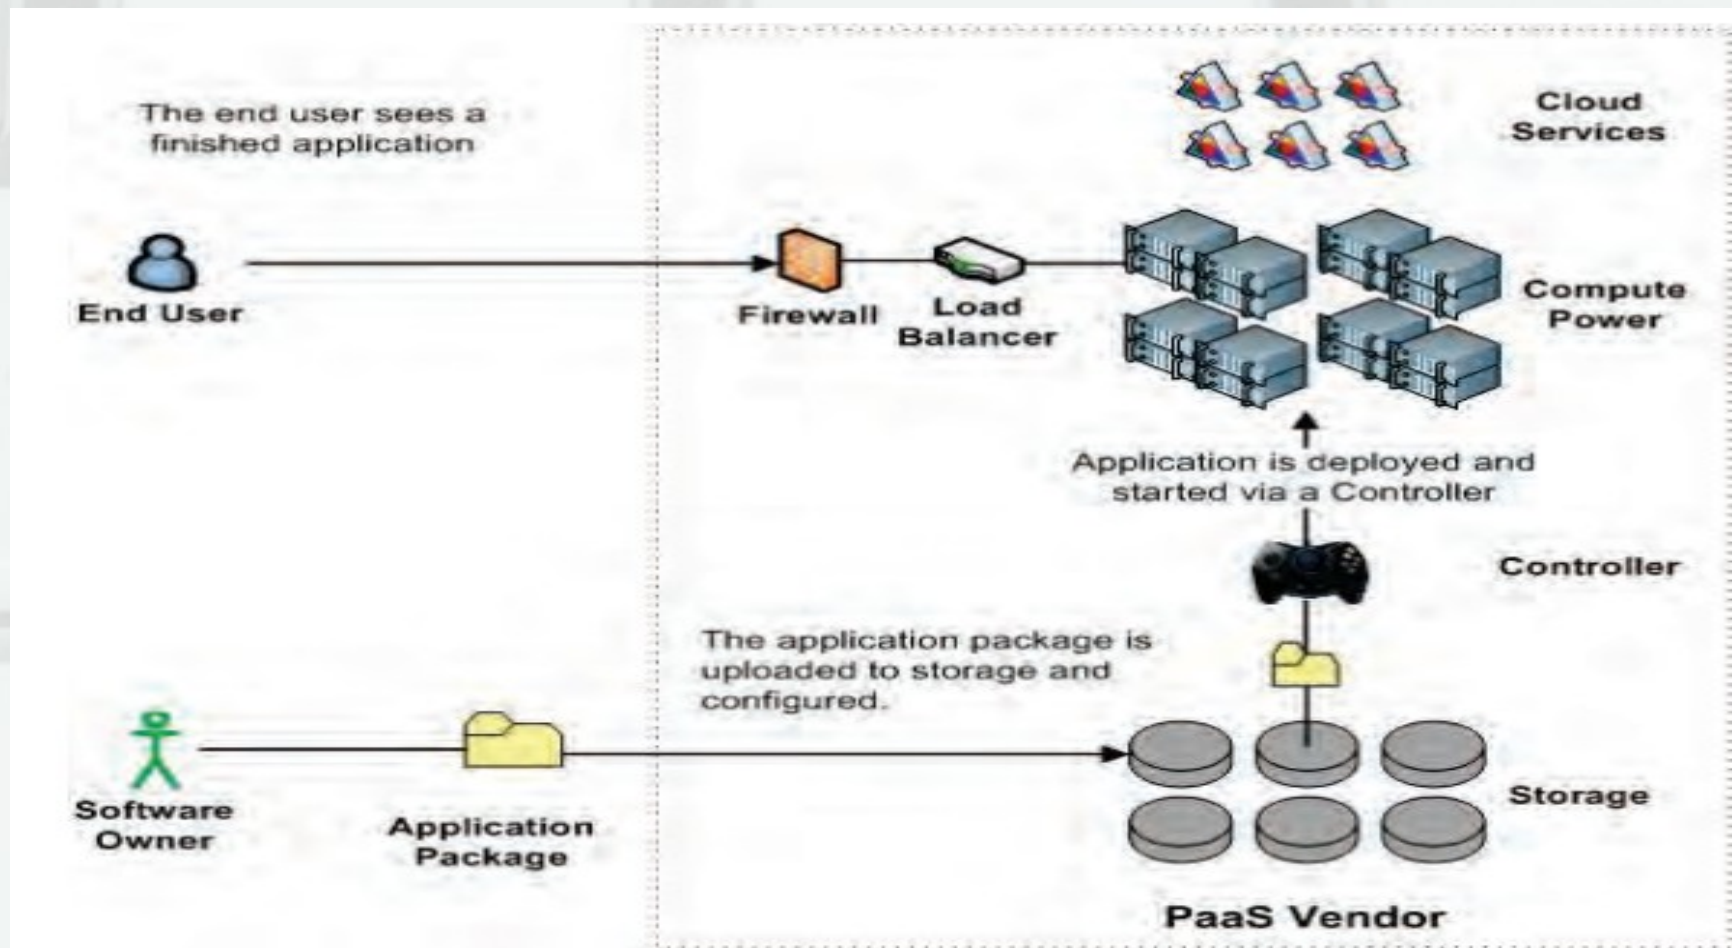 The end user sees a
finished application
Cloud
Services
End User
Firewall
Load
Balancer
Compute
Power
Application is deployed and
started via a Controller
Controller
The application package is
uploaded to storage and
configured.
Software
Owner
Application
Package
Storage
PaaS Vendor